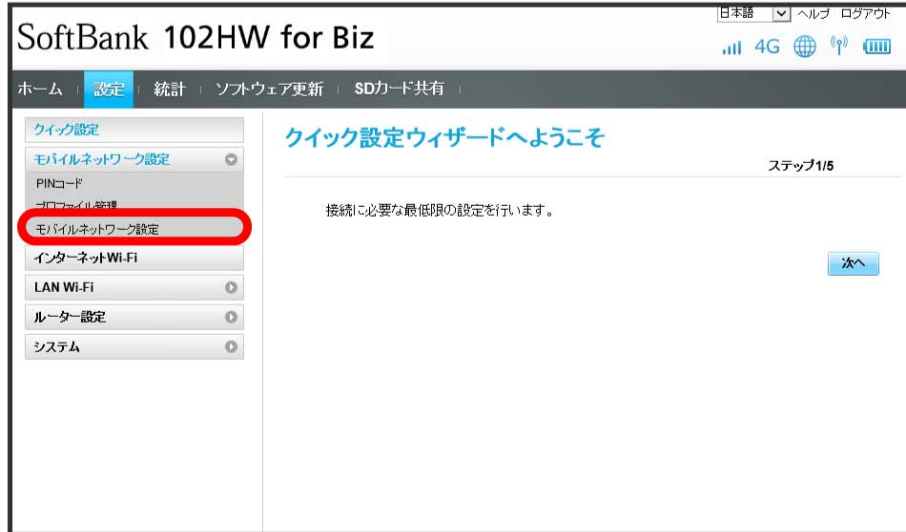 日本語 ヘルプ ログアウト
SoftBank 102HW for Biz
4G
ホーム 設定 統計 ソフトウェア更新 SDカード共有
クイック設定
モバイルネットワーク設定
PINコード
プロファイル管理
モバイルネットワーク設定
インターネットWi-Fi
LAN Wi-Fi
ルーター設定
システム
クイック設定ウィザードへようこそ
ステップ1/5
接続に必要な最低限の設定を行います。
次へ